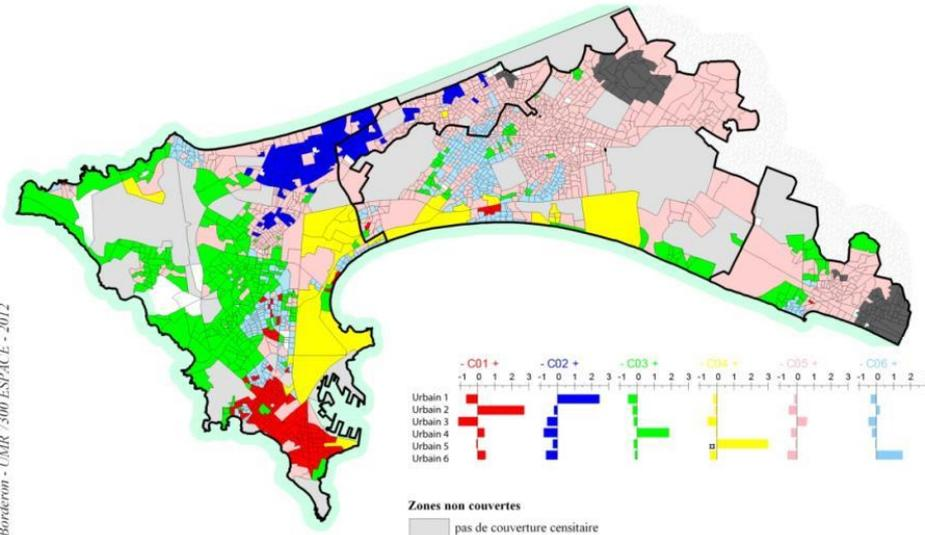 Borderon - UMR 7300 ESPACE - 2012
- C01 + - C02 + - C03 + - C04 + - C05 + - C06 +
-1 0 1 2 3 -1 0 1 2 3 -1 0 1 2 3 -1 0 1 2 3 -1 0 1 2 3 -1 0 1 2
Urbain 1
Urbain 2
Urbain 3
Urbain 4
Urbain 5
Urbain 6
Zones non couvertes
pas de couverture censitaire